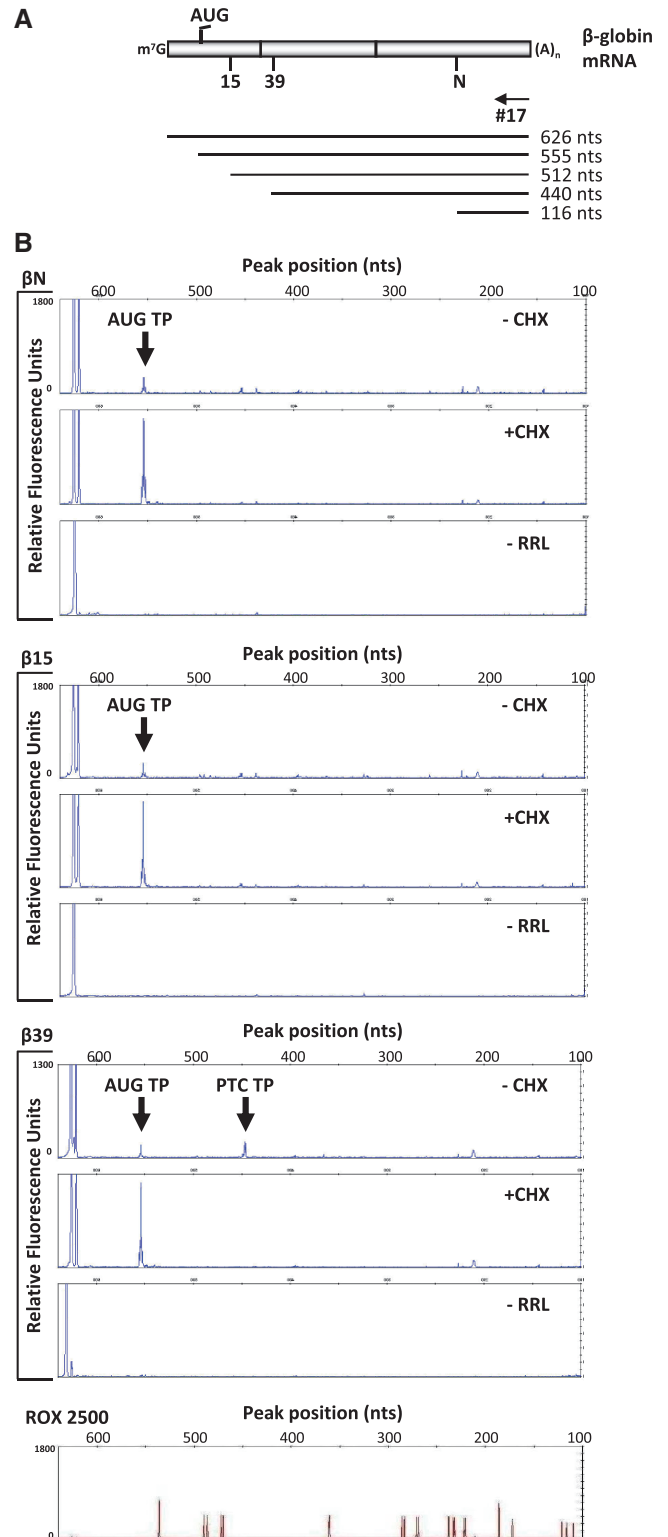 A
AUG
m⁷G
(A)ₙ
β-globin
mRNA
15 39 N
#17
626 nts
555 nts
512 nts
440 nts
116 nts
B
βN
Peak position (nts)
600 500 400 300 200 100
1800
0
AUG TP
- CHX
+CHX
- RRL
Relative Fluorescence Units
β15
Peak position (nts)
600 500 400 300 200 100
1800
0
AUG TP
- CHX
+CHX
- RRL
Relative Fluorescence Units
β39
Peak position (nts)
600 500 400 300 200 100
1300
0
AUG TP
PTC TP
- CHX
+CHX
- RRL
Relative Fluorescence Units
ROX 2500
Peak position (nts)
600 500 400 300 200 100
1800
0